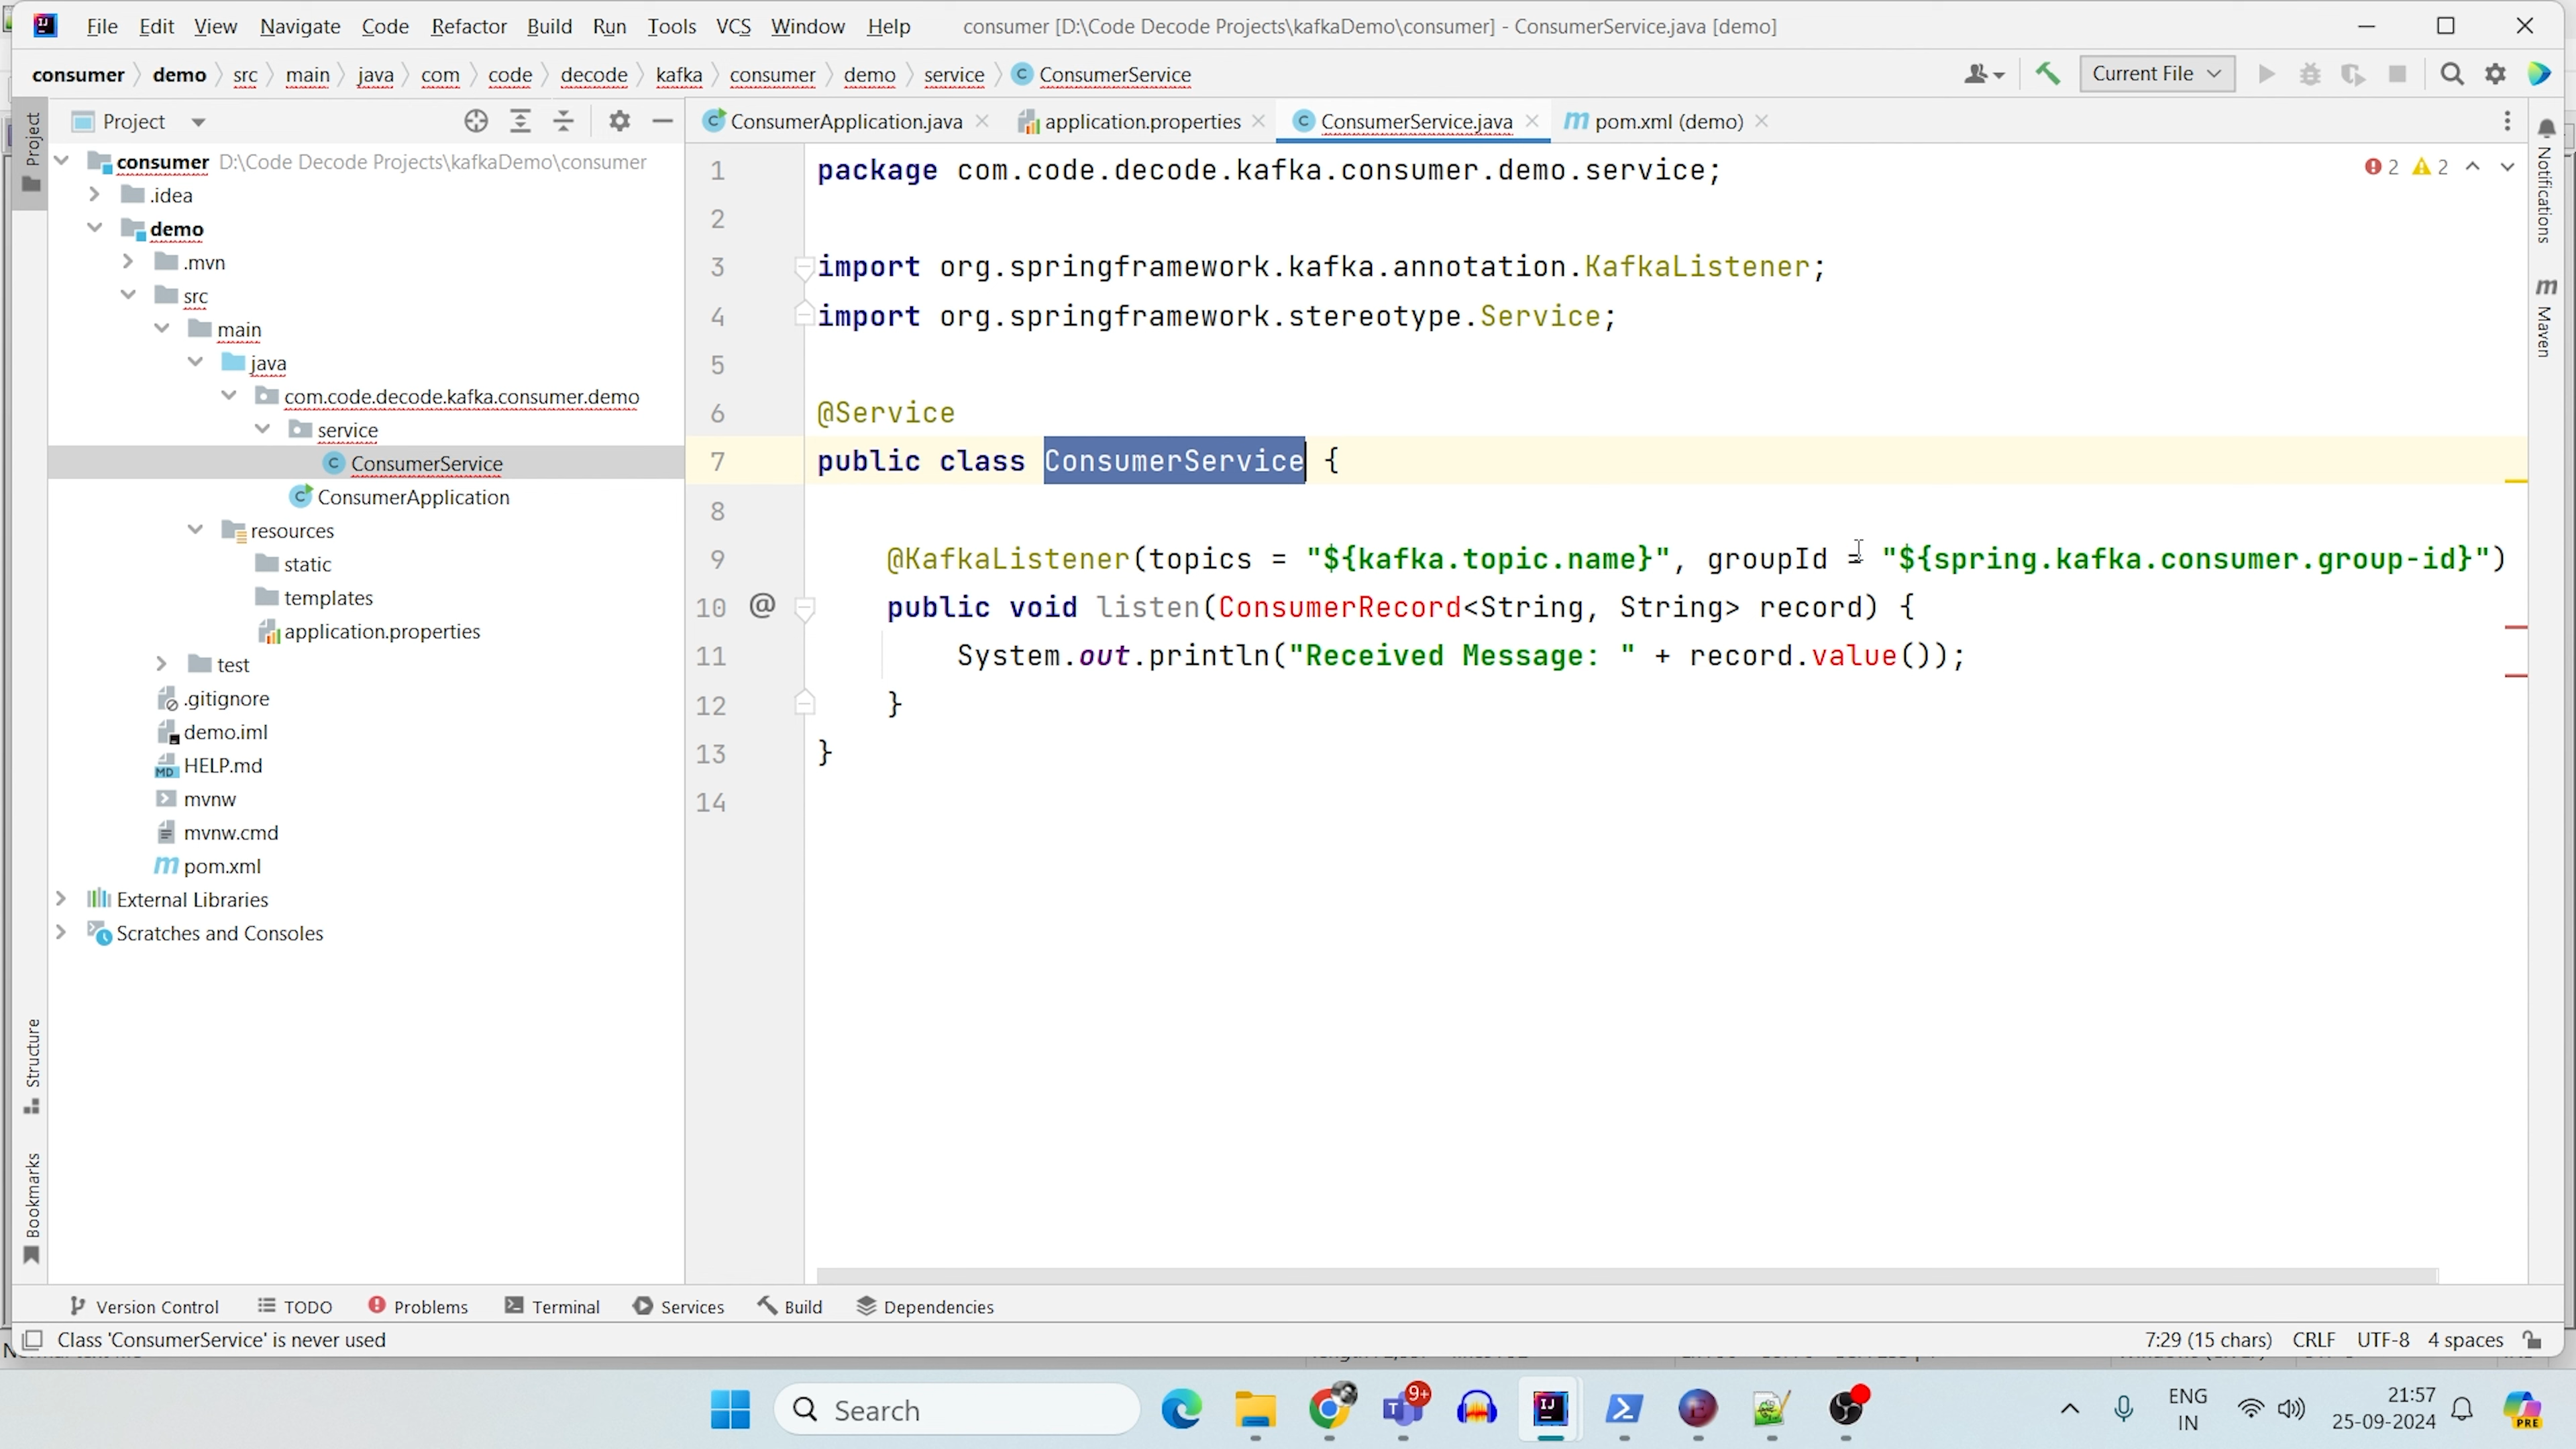 File Edit View Navigate Code Refactor Build Run Tools VCS Window Help consumer [D:\Code Decode Projects\kafkaDemo\consumer] - ConsumerService.java [demo]
consumer demo src main java com code decode kafka consumer demo service ConsumerService Current File
Project ConsumerApplication.java application.properties ConsumerService.java pom.xml (demo)
Project
consumer D:\Code Decode Projects\kafkaDemo\consumer
.idea
demo
.mvn
src
main
java
com.code.decode.kafka.consumer.demo
service
ConsumerService
ConsumerApplication
resources
static
templates
application.properties
test
.gitignore
demo.iml
HELP.md
mvnw
mvnw.cmd
pom.xml
External Libraries
Scratches and Consoles
Structure
Bookmarks
1 package com.code.decode.kafka.consumer.demo.service;
2
3 import org.springframework.kafka.annotation.KafkaListener;
4 import org.springframework.stereotype.Service;
5
6 @Service
7 public class ConsumerService {
8
9 @KafkaListener(topics = "${kafka.topic.name}", groupId = "${spring.kafka.consumer.group-id}")
10 public void listen(ConsumerRecord<String, String> record) {
11 System.out.println("Received Message: " + record.value());
12 }
13 }
14
2 2
Notifications
Maven
Version Control TODO Problems Terminal Services Build Dependencies
Class 'ConsumerService' is never used 7:29 (15 chars) CRLF UTF-8 4 spaces
Search 9+ ENG 21:57
IN 25-09-2024 PRE